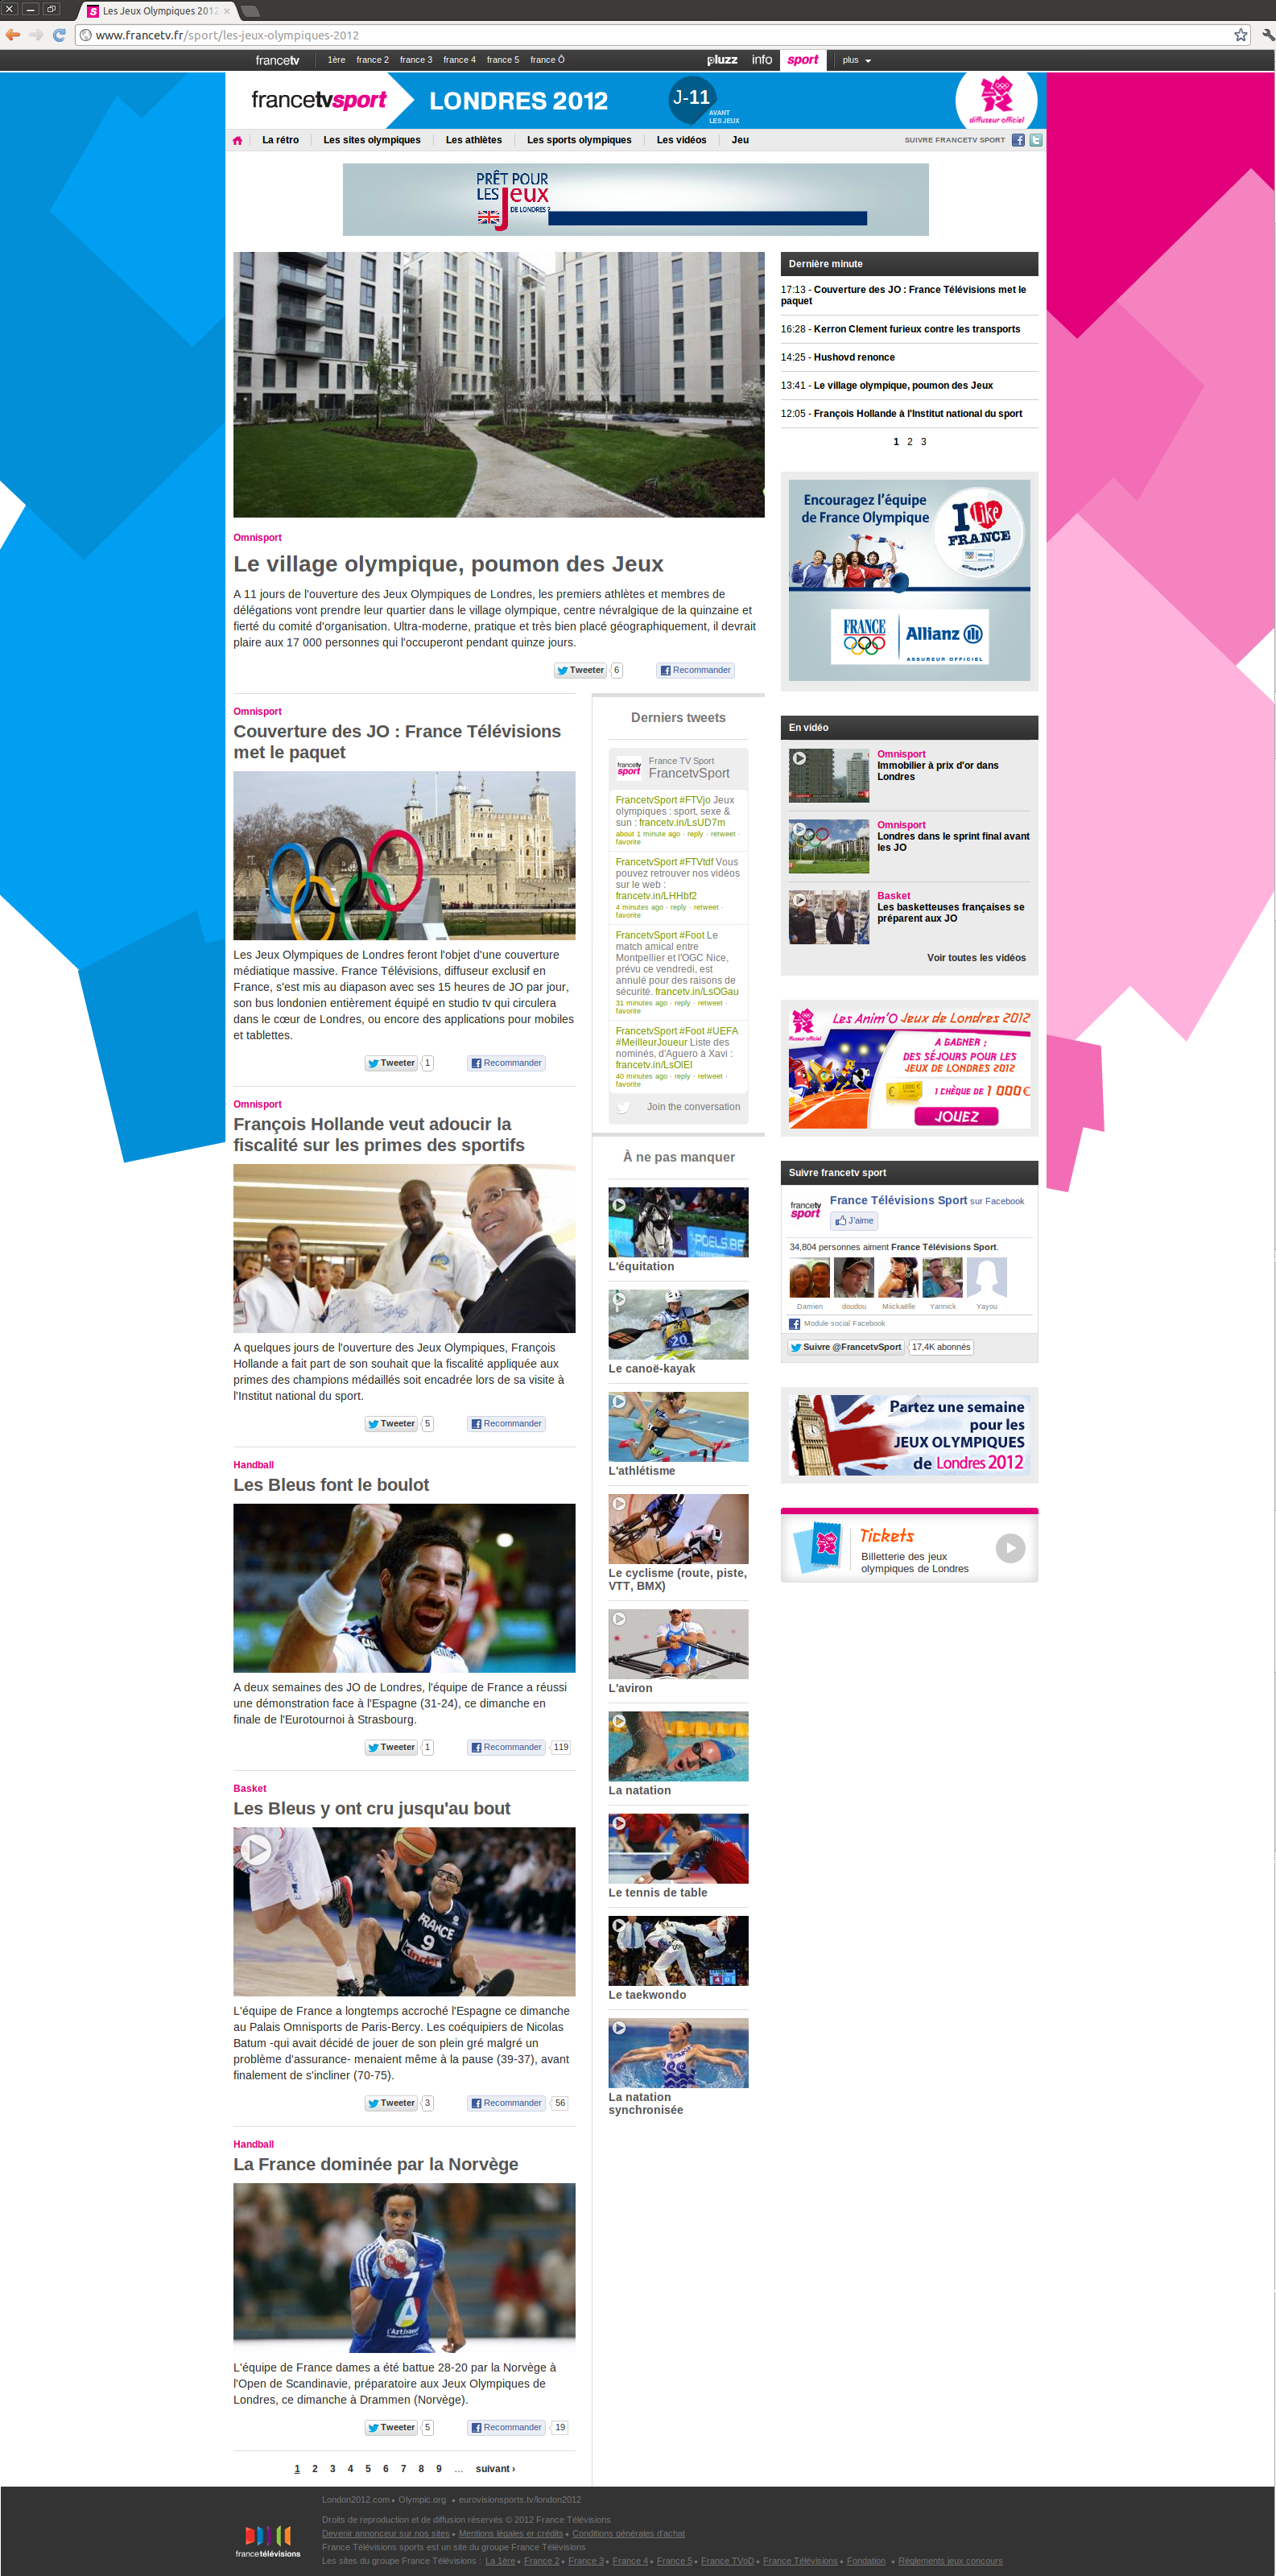 Les Jeux Olympiques 2012
www.francetv.fr/sport/les-jeux-olympiques-2012
francetv 1ère france 2 france 3 france 4 france 5 france Ô pluzz info sport plus
francetvsport LONDRES 2012 J-11
AVANT
LES JEUX
diffuseur officiel
La rétro Les sites olympiques Les athlètes Les sports olympiques Les vidéos Jeu SUIVRE FRANCETV SPORT
PRÊT POUR
LES JEUX
DE LONDRES ?
Omnisport
Le village olympique, poumon des Jeux
A 11 jours de l'ouverture des Jeux Olympiques de Londres, les premiers athlètes et membres de
délégations vont prendre leur quartier dans le village olympique, centre névralgique de la quinzaine et
fierté du comité d'organisation. Ultra-moderne, pratique et très bien placé géographiquement, il devrait
plaire aux 17 000 personnes qui l'occuperont pendant quinze jours.
Tweeter 6 Recommander
Omnisport
Couverture des JO : France Télévisions
met le paquet
Les Jeux Olympiques de Londres feront l'objet d'une couverture
médiatique massive. France Télévisions, diffuseur exclusif en
France, s'est mis au diapason avec ses 15 heures de JO par jour,
son bus londonien entièrement équipé en studio tv qui circulera
dans le cœur de Londres, ou encore des applications pour mobiles
et tablettes.
Tweeter 1 Recommander
Omnisport
François Hollande veut adoucir la
fiscalité sur les primes des sportifs
A quelques jours de l'ouverture des Jeux Olympiques, François
Hollande a fait part de son souhait que la fiscalité appliquée aux
primes des champions médaillés soit encadrée lors de sa visite à
l'Institut national du sport.
Tweeter 5 Recommander
Handball
Les Bleus font le boulot
A deux semaines des JO de Londres, l'équipe de France a réussi
une démonstration face à l'Espagne (31-24), ce dimanche en
finale de l'Eurotournoi à Strasbourg.
Tweeter 1 Recommander 119
Basket
Les Bleus y ont cru jusqu'au bout
FRANCE
9
kinder
L'équipe de France a longtemps accroché l'Espagne ce dimanche
au Palais Omnisports de Paris-Bercy. Les coéquipiers de Nicolas
Batum -qui avait décidé de jouer de son plein gré malgré un
problème d'assurance- menaient même à la pause (39-37), avant
finalement de s'incliner (70-75).
Tweeter 3 Recommander 56
Handball
La France dominée par la Norvège
7
L'équipe de France dames a été battue 28-20 par la Norvège à
l'Open de Scandinavie, préparatoire aux Jeux Olympiques de
Londres, ce dimanche à Drammen (Norvège).
Tweeter 5 Recommander 19
1 2 3 4 5 6 7 8 9 … suivant ›
Derniers tweets
francetv sport
France TV Sport
FrancetvSport
FrancetvSport #FTVjo Jeux
olympiques : sport, sexe &
sun : francetv.in/LsUD7m
about 1 minute ago · reply · retweet ·
favorite
FrancetvSport #FTVtdf Vous
pouvez retrouver nos vidéos
sur le web :
francetv.in/LHHbf2
4 minutes ago · reply · retweet ·
favorite
FrancetvSport #Foot Le
match amical entre
Montpellier et l'OGC Nice,
prévu ce vendredi, est
annulé pour des raisons de
sécurité. francetv.in/LsOGau
31 minutes ago · reply · retweet ·
favorite
FrancetvSport #Foot #UEFA
#MeilleurJoueur Liste des
nominés, d'Aguero à Xavi :
francetv.in/LsOIEI
40 minutes ago · reply · retweet ·
favorite
Join the conversation
À ne pas manquer
POELS.BE
L'équitation
20
Le canoë-kayak
L'athlétisme
Le cyclisme (route, piste,
VTT, BMX)
L'aviron
La natation
Le tennis de table
Le taekwondo
La natation
synchronisée
Dernière minute
17:13 - Couverture des JO : France Télévisions met le
paquet
16:28 - Kerron Clement furieux contre les transports
14:25 - Hushovd renonce
13:41 - Le village olympique, poumon des Jeux
12:05 - François Hollande à l'Institut national du sport
1 2 3
Encouragez l'équipe
de France Olympique
I Like
FRANCE
FRANCE Allianz
ASSUREUR OFFICIEL
En vidéo
Omnisport
Immobilier à prix d'or dans
Londres
Omnisport
Londres dans le sprint final avant
les JO
Basket
Les basketteuses françaises se
préparent aux JO
Voir toutes les vidéos
Les Anim'O Jeux de Londres 2012
A GAGNER :
DES SÉJOURS POUR LES
JEUX DE LONDRES 2012
1 CHÈQUE DE 1 000 €
JOUEZ
Suivre francetv sport
francetv sport
France Télévisions Sport sur Facebook
J'aime
34,804 personnes aiment France Télévisions Sport.
Damien doudou Mickaëlle Yannick Yayou
Module social Facebook
Suivre @FrancetvSport 17,4K abonnés
Partez une semaine
pour les
JEUX OLYMPIQUES
de Londres 2012
Tickets
Billetterie des jeux
olympiques de Londres
London2012.com • Olympic.org • eurovisionsports.tv/london2012
Droits de reproduction et de diffusion réservés © 2012 France Télévisions
Devenir annonceur sur nos sites • Mentions légales et crédits • Conditions générales d'achat
France Télévisions sports est un site du groupe France Télévisions
Les sites du groupe France Télévisions : La 1ère • France 2 • France 3 • France 4 • France 5 • France TVoD • France Télévisions • Fondation • Règlements jeux concours
francetélévisions